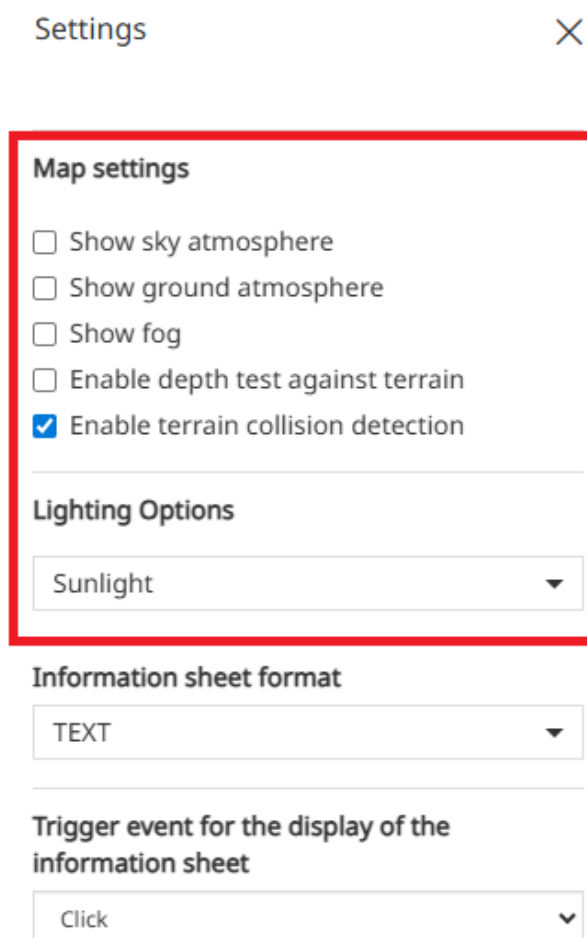 Settings
Map settings
Show sky atmosphere
Show ground atmosphere
Show fog
Enable depth test against terrain
Enable terrain collision detection
Lighting Options
Sunlight
Information sheet format
TEXT
Trigger event for the display of the
information sheet
Click